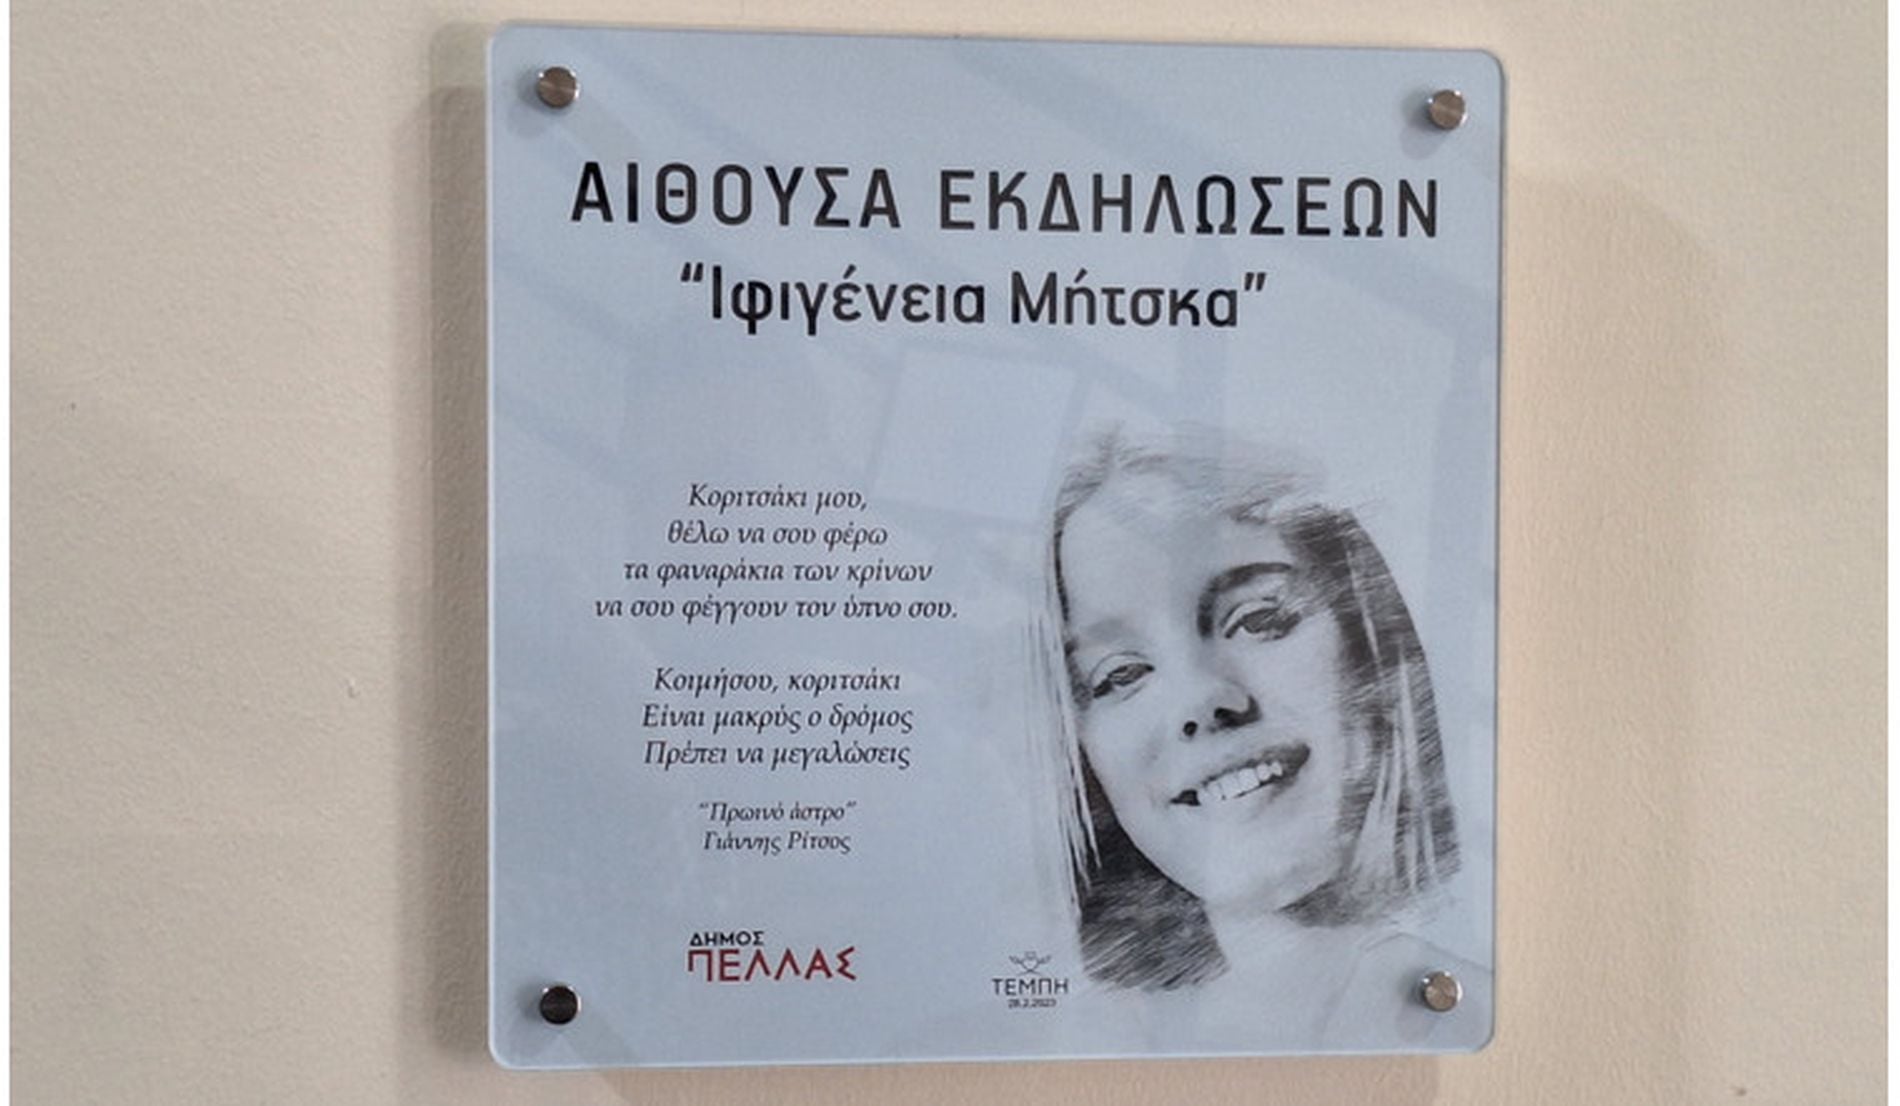 ΑΙΘΟΥΣΑ ΕΚΔΗΛΩΣΕΩΝ
“Ιφιγένεια Μήτσκα”
Κοριτσάκι μου,
θέλω να σου φέρω
τα φαναράκια των κρίνων
να σου φέγγουν τον ύπνο σου.
Κοιμήσου, κοριτσάκι
Είναι μακρύς ο δρόμος
Πρέπει να μεγαλώσεις
“Πρωινό άστρο”
Γιάννης Ρίτσος
ΔΗΜΟΣ
ΠΕΛΛΑΣ
ΤΕΜΠΗ
28.2.2023